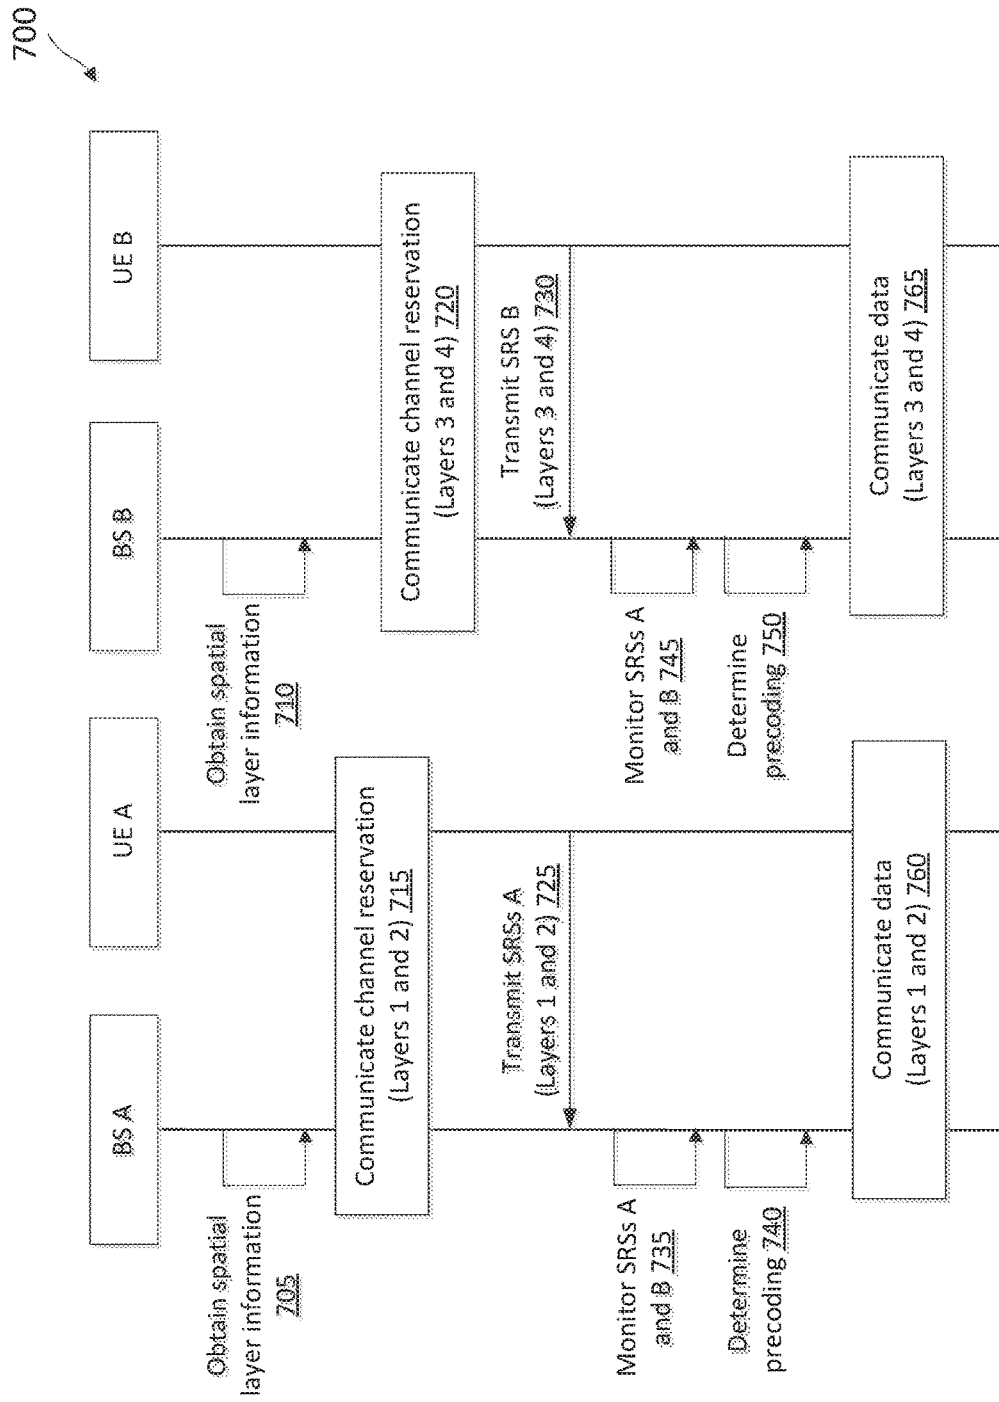 700
BS A
UE A
BS B
UE B
Obtain spatial
layer information
705
Obtain spatial
layer information
710
Communicate channel reservation
(Layers 1 and 2) 715
Communicate channel reservation
(Layers 3 and 4) 720
Transmit SRSs A
(Layers 1 and 2) 725
Transmit SRS B
(Layers 3 and 4) 730
Monitor SRSs A
and B 735
Monitor SRSs A
and B 745
Determine
precoding 740
Determine
precoding 750
Communicate data
(Layers 1 and 2) 760
Communicate data
(Layers 3 and 4) 765